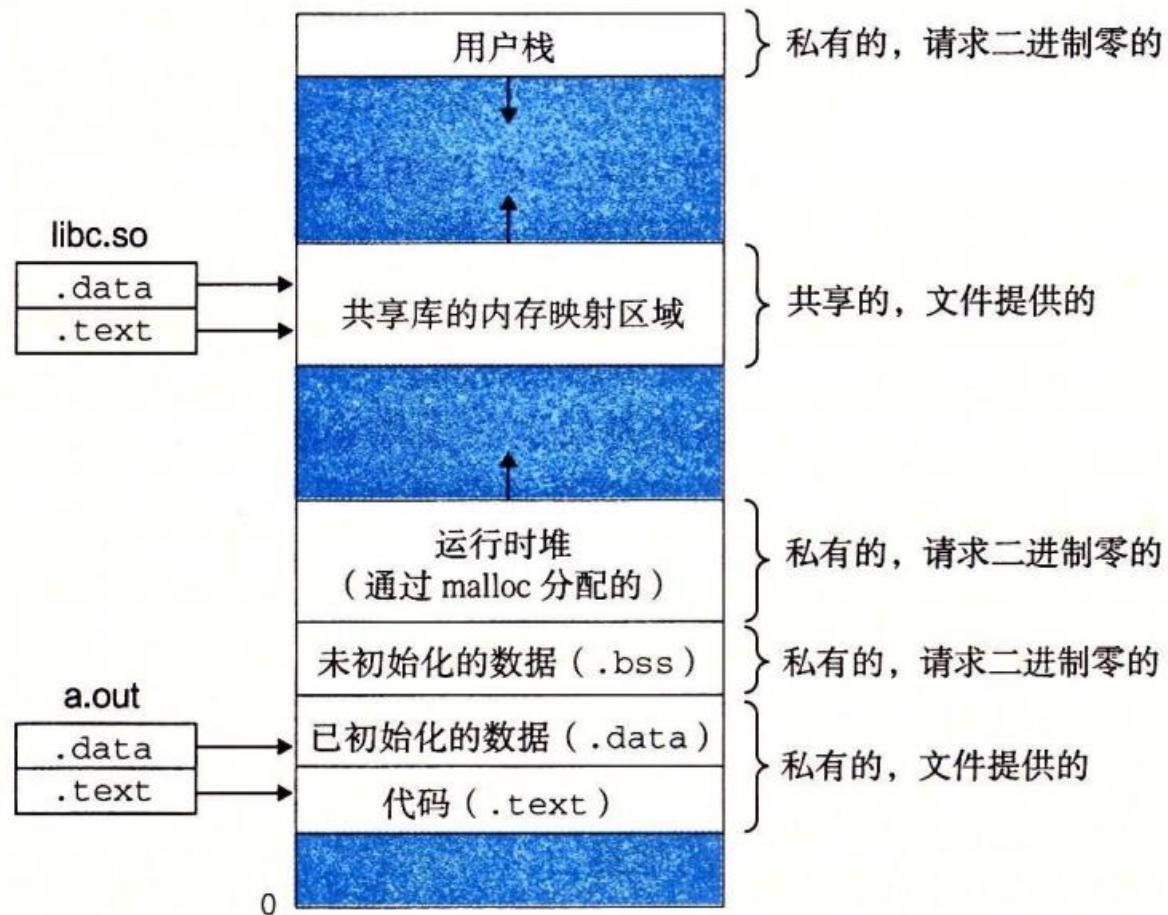 用户栈
私有的，请求二进制零的
libc.so
.data
.text
共享库的内存映射区域
共享的，文件提供的
运行时堆
（通过 malloc 分配的）
私有的，请求二进制零的
未初始化的数据（.bss）
私有的，请求二进制零的
a.out
.data
.text
已初始化的数据（.data）
代码（.text）
私有的，文件提供的
0